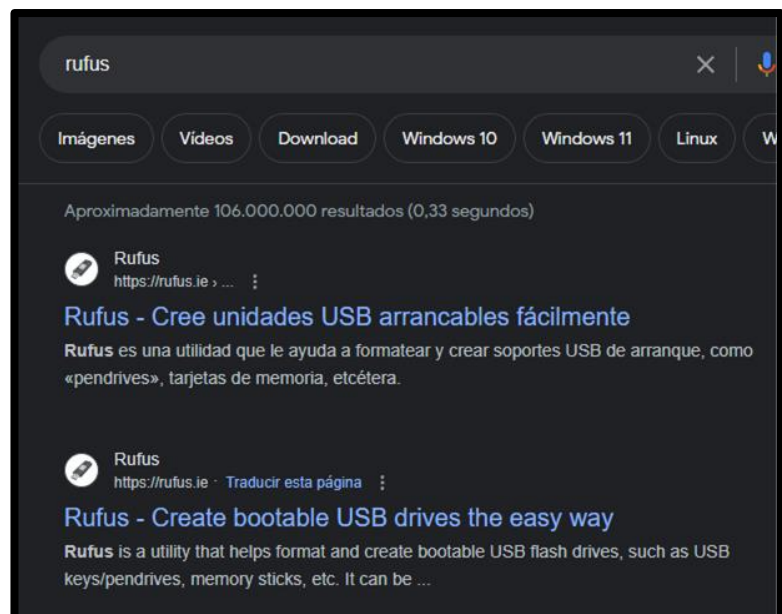 rufus
Imágenes Vídeos Download Windows 10 Windows 11 Linux W
Aproximadamente 106.000.000 resultados (0,33 segundos)
Rufus
https://rufus.ie › ...
Rufus - Cree unidades USB arrancables fácilmente
Rufus es una utilidad que le ayuda a formatear y crear soportes USB de arranque, como
«pendrives», tarjetas de memoria, etcétera.
Rufus
https://rufus.ie · Traducir esta página
Rufus - Create bootable USB drives the easy way
Rufus is a utility that helps format and create bootable USB flash drives, such as USB
keys/pendrives, memory sticks, etc. It can be ...